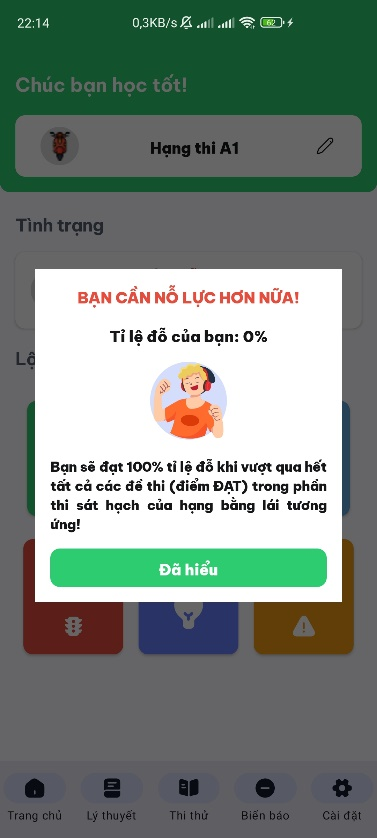 22:14
0,3KB/s
62
Chúc bạn học tốt!
Hạng thi A1
Tình trạng
BẠN CẦN NỖ LỰC HƠN NỮA!
Tỉ lệ đỗ của bạn: 0%
Lộ
Bạn sẽ đạt 100% tỉ lệ đỗ khi vượt qua hết
tất cả các đề thi (điểm ĐẠT) trong phần
thi sát hạch của hạng bằng lái tương
ứng!
Đã hiểu
Trang chủ
Lý thuyết
Thi thử
Biển báo
Cài đặt